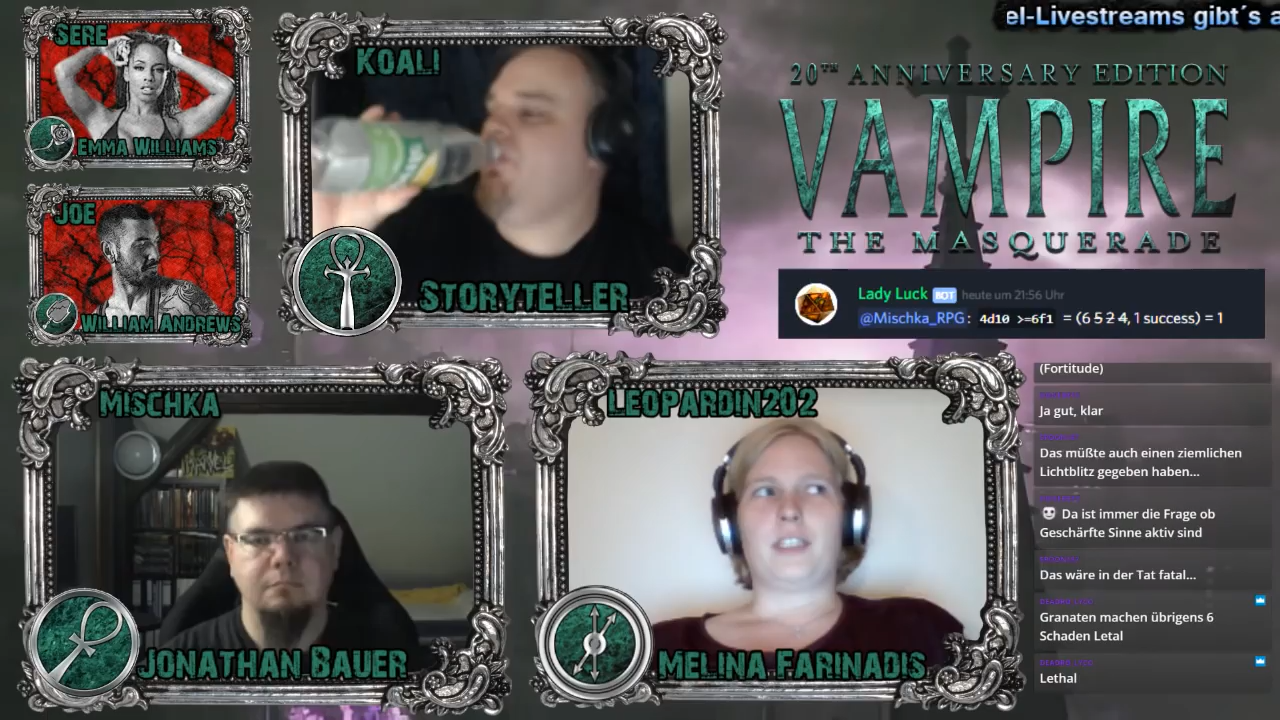 el-Livestreams gibt´s a
SERE
EMMA WILLIAMS
JOE
WILLIAM ANDREWS
KOALI
STORYTELLER
20TH ANNIVERSARY EDITION
VAMPIRE
THE MASQUERADE
Lady Luck BOT heute um 21:56 Uhr
@Mischka_RPG: 4d10 >=6f1 = (6 5 2 4, 1 success) = 1
MISCHKA
JONATHAN BAUER
LEOPARDIN202
MELINA FARINADIS
(Fortitude)
Ja gut, klar
Das müßte auch einen ziemlichen
Lichtblitz gegeben haben...
Da ist immer die Frage ob
Geschärfte Sinne aktiv sind
Das wäre in der Tat fatal...
Granaten machen übrigens 6
Schaden Letal
Lethal